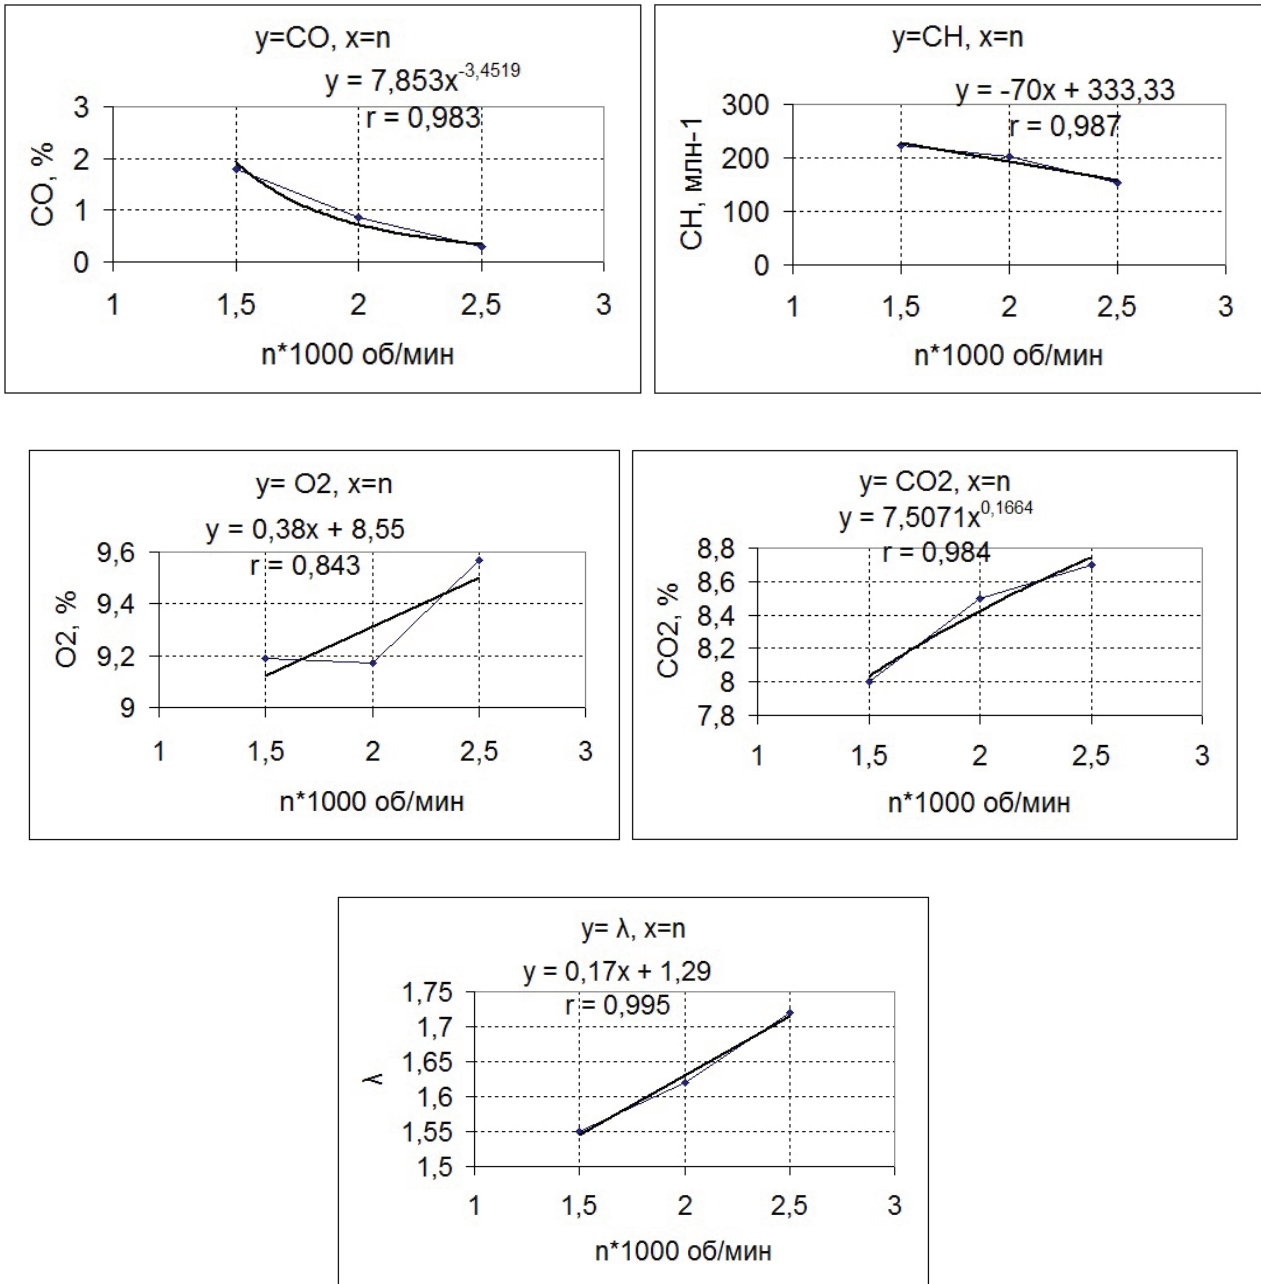 y=CO, x=n
y = 7,853x^-3,4519
r = 0,983
3
2
1
0
CO, %
1 1,5 2 2,5 3
n*1000 об/мин
y=CH, x=n
y = -70x + 333,33
r = 0,987
300
200
100
0
CH, млн-1
1 1,5 2 2,5 3
n*1000 об/мин
y= O2, x=n
y = 0,38x + 8,55
r = 0,843
9,6
9,4
9,2
9
O2, %
1 1,5 2 2,5 3
n*1000 об/мин
y= CO2, x=n
y = 7,5071x^0,1664
r = 0,984
8,8
8,6
8,4
8,2
8
7,8
CO2, %
1 1,5 2 2,5 3
n*1000 об/мин
y= λ, x=n
y = 0,17x + 1,29
r = 0,995
1,75
1,7
1,65
1,6
1,55
1,5
λ
1 1,5 2 2,5 3
n*1000 об/мин